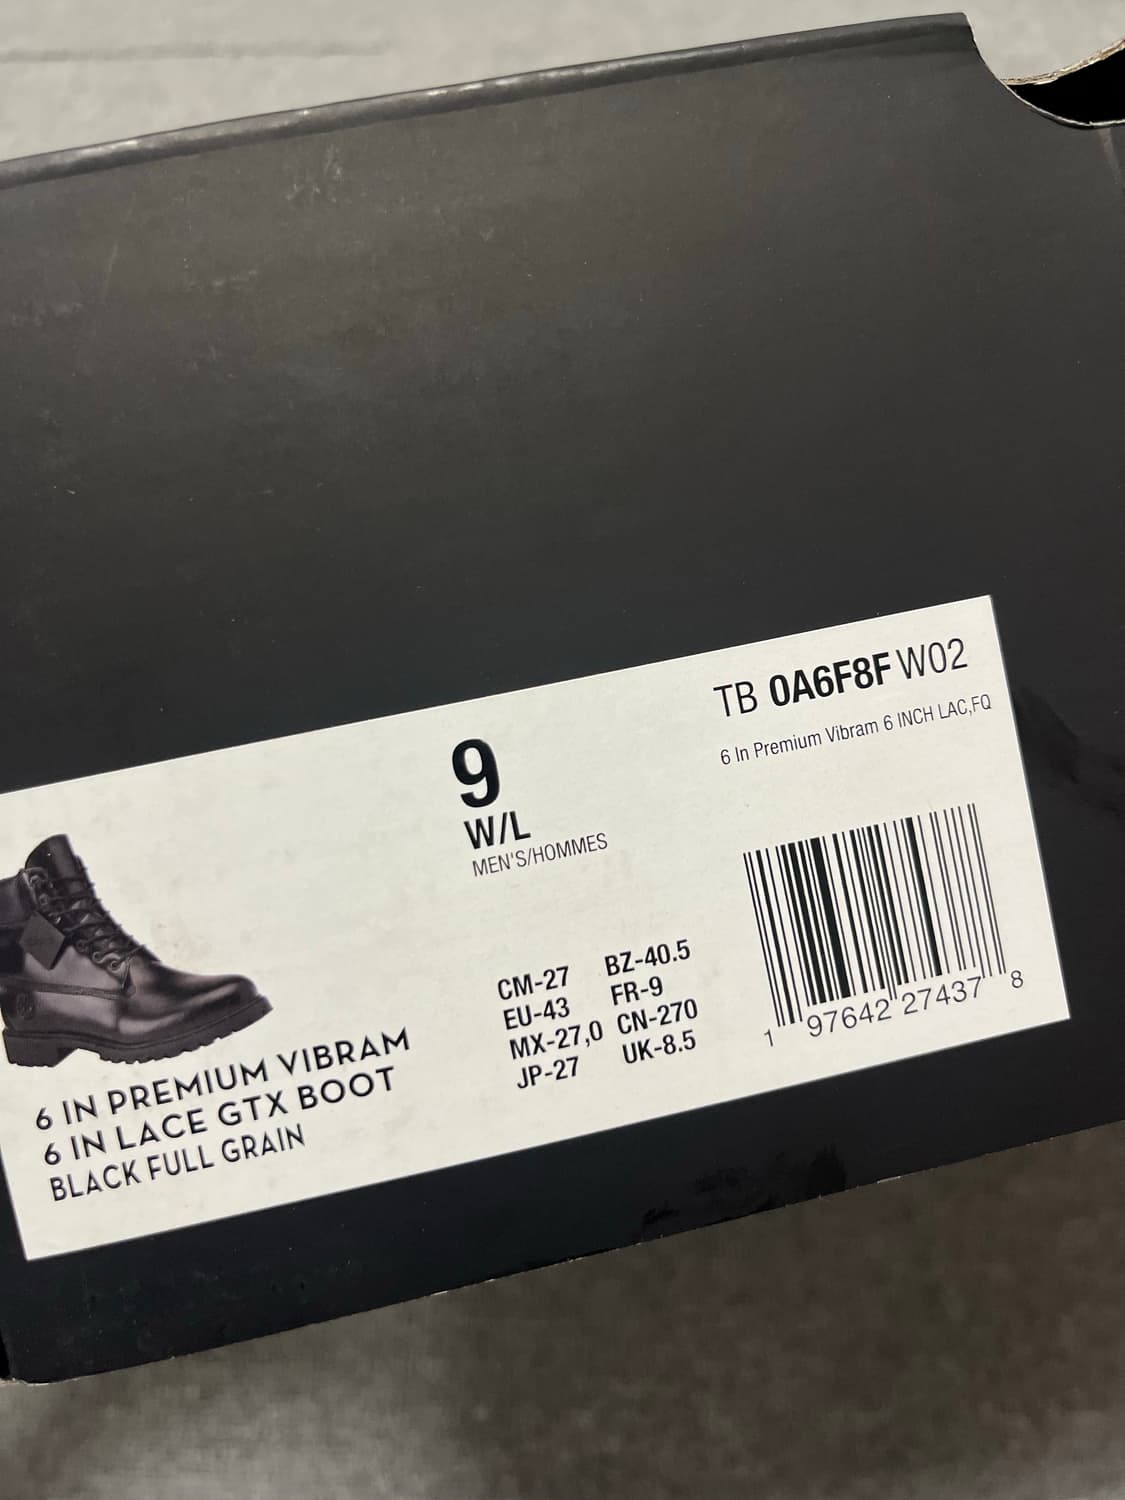 TB 0A6F8F W02
6 In Premium Vibram 6 INCH LAC,FQ
9
W/L
MEN'S/HOMMES
CM-27 BZ-40.5
EU-43 FR-9
MX-27,0 CN-270
JP-27 UK-8.5
1 97642 27437 8
6 IN PREMIUM VIBRAM
6 IN LACE GTX BOOT
BLACK FULL GRAIN